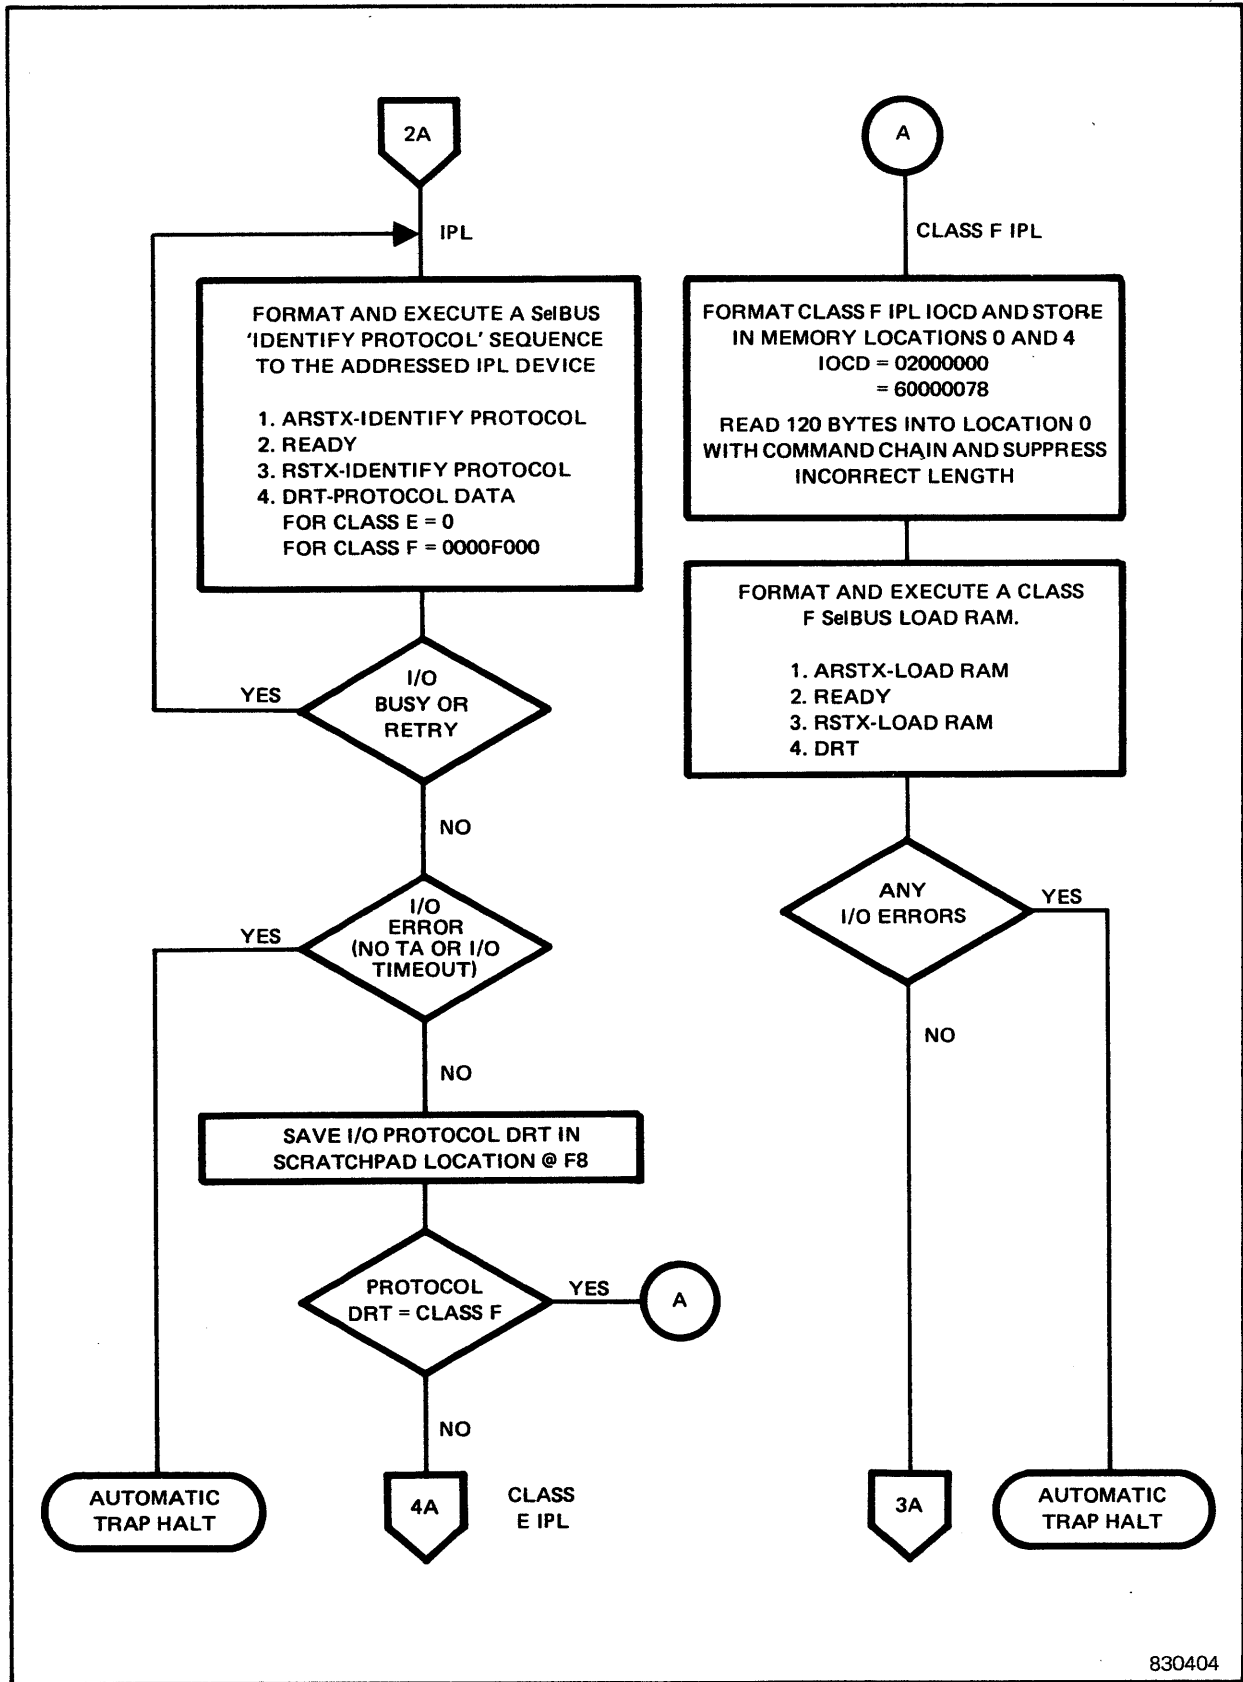 2A
IPL
FORMAT AND EXECUTE A SelBUS
'IDENTIFY PROTOCOL' SEQUENCE
TO THE ADDRESSED IPL DEVICE
1. ARSTX-IDENTIFY PROTOCOL
2. READY
3. RSTX-IDENTIFY PROTOCOL
4. DRT-PROTOCOL DATA
FOR CLASS E = 0
FOR CLASS F = 0000F000
I/O
BUSY OR
RETRY
YES
NO
I/O
ERROR
(NO TA OR I/O
TIMEOUT)
YES
NO
SAVE I/O PROTOCOL DRT IN
SCRATCHPAD LOCATION @ F8
PROTOCOL
DRT = CLASS F
YES
A
NO
AUTOMATIC
TRAP HALT
4A
CLASS
E IPL
A
CLASS F IPL
FORMAT CLASS F IPL IOCD AND STORE
IN MEMORY LOCATIONS 0 AND 4
IOCD = 02000000
= 60000078
READ 120 BYTES INTO LOCATION 0
WITH COMMAND CHAIN AND SUPPRESS
INCORRECT LENGTH
FORMAT AND EXECUTE A CLASS
F SelBUS LOAD RAM.
1. ARSTX-LOAD RAM
2. READY
3. RSTX-LOAD RAM
4. DRT
ANY
I/O ERRORS
YES
NO
3A
AUTOMATIC
TRAP HALT
830404